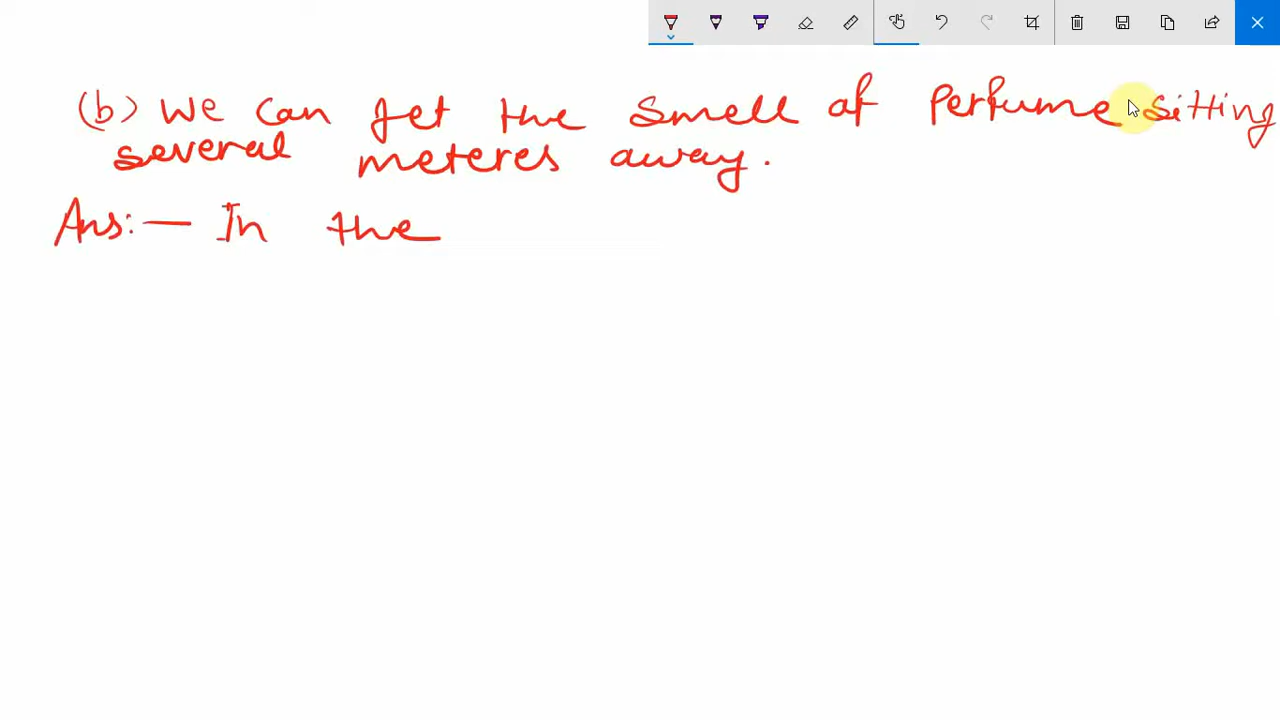 (b) We can get the smell of Perfume sitting
several meteres away.
Ans:— In the